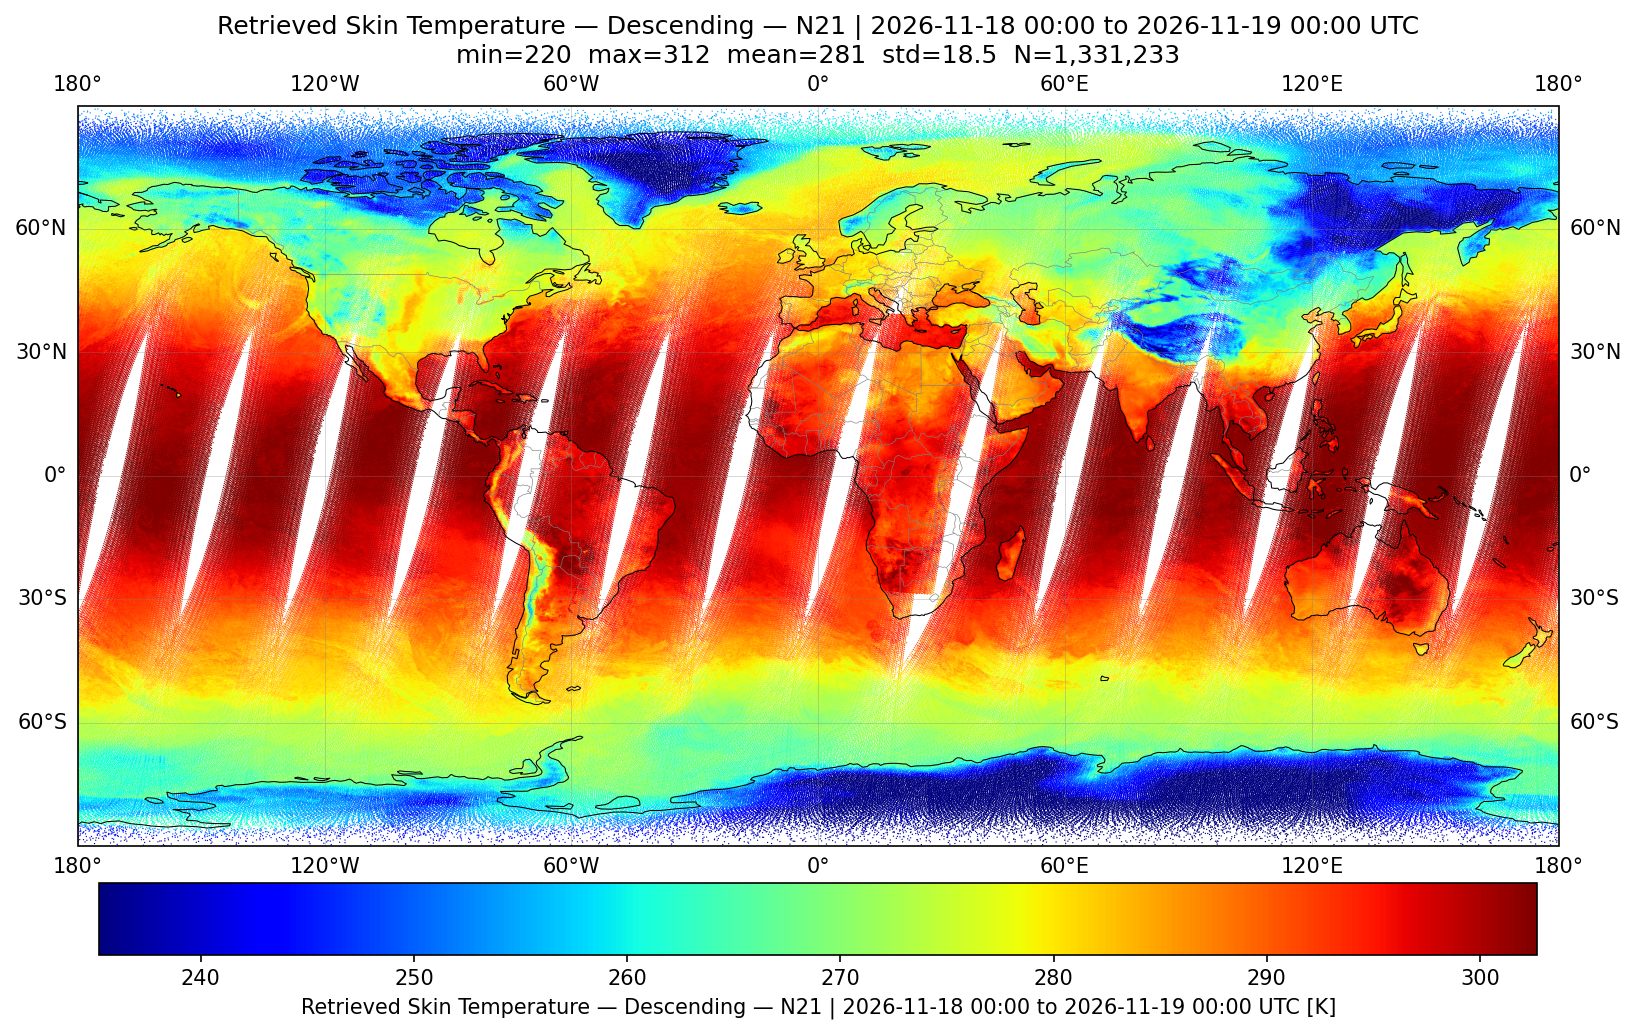 Retrieved Skin Temperature — Descending — N21 | 2026-11-18 00:00 to 2026-11-19 00:00 UTC
min=220  max=312  mean=281  std=18.5  N=1,331,233
180° 120°W 60°W 0° 60°E 120°E 180°
60°N 60°N
30°N 30°N
0° 0°
30°S 30°S
60°S 60°S
180° 120°W 60°W 0° 60°E 120°E 180°
240 250 260 270 280 290 300
Retrieved Skin Temperature — Descending — N21 | 2026-11-18 00:00 to 2026-11-19 00:00 UTC [K]